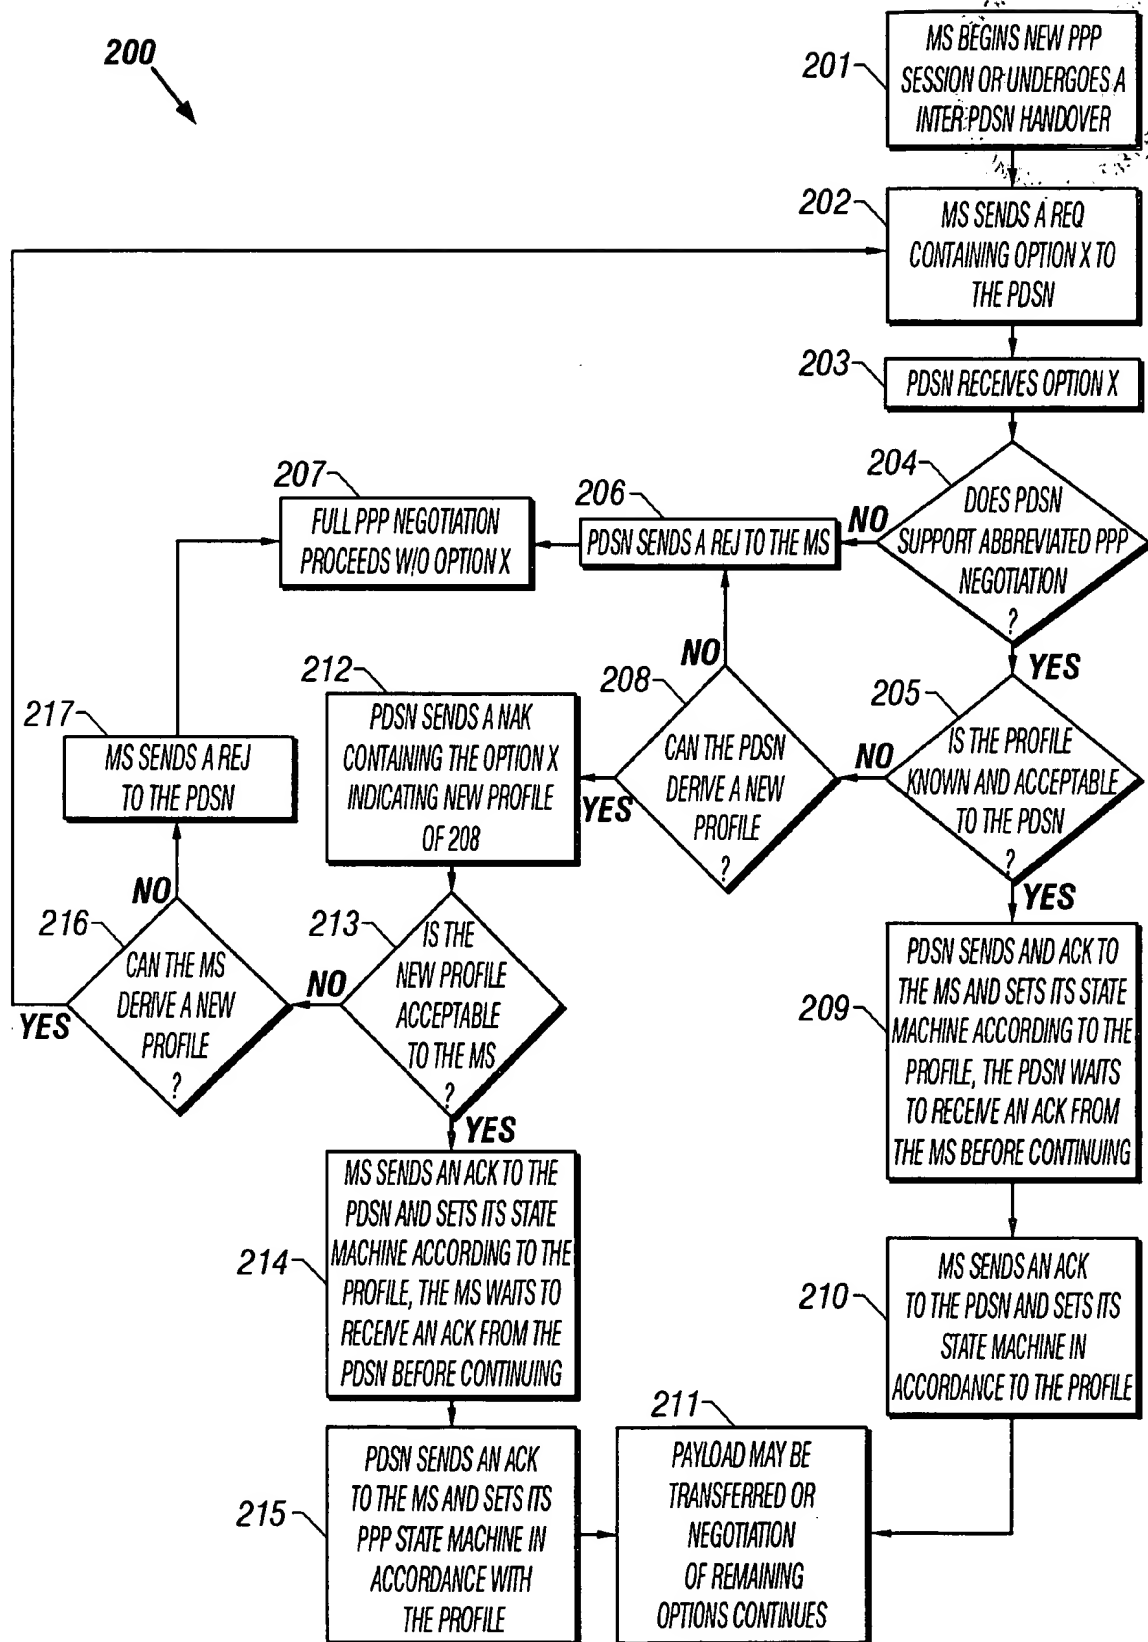 200
201
MS BEGINS NEW PPP
SESSION OR UNDERGOES A
INTER PDSN HANDOVER
202
MS SENDS A REQ
CONTAINING OPTION X TO
THE PDSN
203
PDSN RECEIVES OPTION X
204
DOES PDSN
SUPPORT ABBREVIATED PPP
NEGOTIATION
?
NO
YES
206
PDSN SENDS A REJ TO THE MS
207
FULL PPP NEGOTIATION
PROCEEDS W/O OPTION X
205
IS THE PROFILE
KNOWN AND ACCEPTABLE
TO THE PDSN
?
NO
YES
208
CAN THE PDSN
DERIVE A NEW
PROFILE
?
NO
YES
212
PDSN SENDS A NAK
CONTAINING THE OPTION X
INDICATING NEW PROFILE
OF 208
217
MS SENDS A REJ
TO THE PDSN
213
IS THE
NEW PROFILE
ACCEPTABLE
TO THE MS
?
NO
YES
216
CAN THE MS
DERIVE A NEW
PROFILE
?
NO
YES
209
PDSN SENDS AND ACK TO
THE MS AND SETS ITS STATE
MACHINE ACCORDING TO THE
PROFILE, THE PDSN WAITS
TO RECEIVE AN ACK FROM
THE MS BEFORE CONTINUING
214
MS SENDS AN ACK TO THE
PDSN AND SETS ITS STATE
MACHINE ACCORDING TO THE
PROFILE, THE MS WAITS TO
RECEIVE AN ACK FROM THE
PDSN BEFORE CONTINUING
210
MS SENDS AN ACK
TO THE PDSN AND SETS ITS
STATE MACHINE IN
ACCORDANCE TO THE PROFILE
215
PDSN SENDS AN ACK
TO THE MS AND SETS ITS
PPP STATE MACHINE IN
ACCORDANCE WITH
THE PROFILE
211
PAYLOAD MAY BE
TRANSFERRED OR
NEGOTIATION
OF REMAINING
OPTIONS CONTINUES